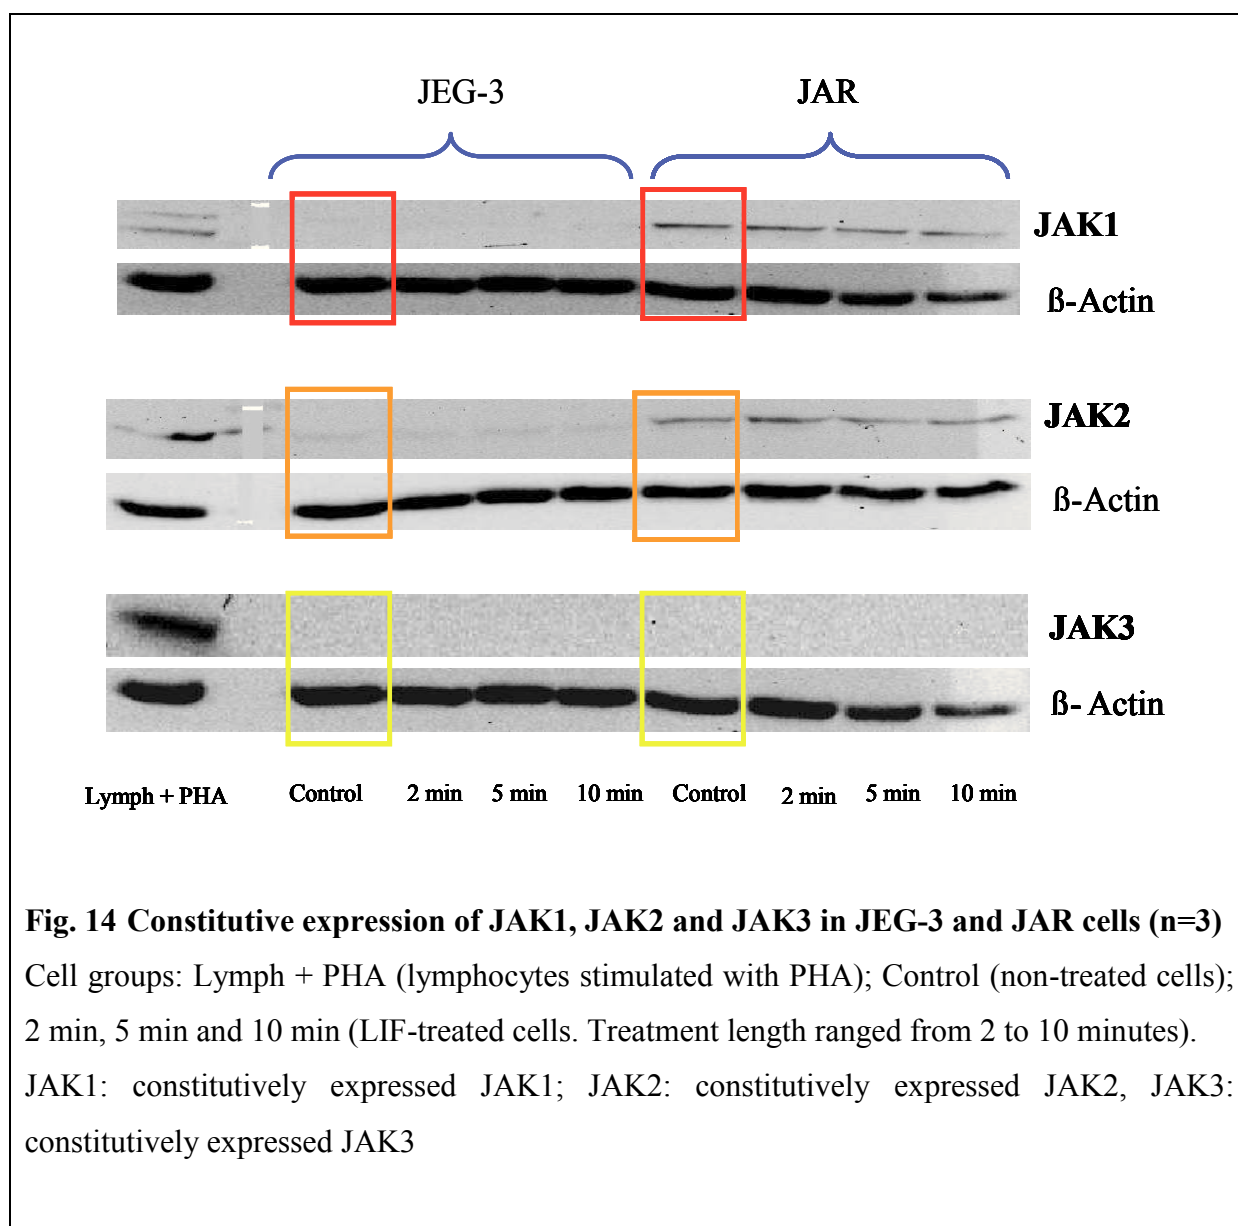 JEG-3 JAR
JAK1
ß-Actin
JAK2
ß-Actin
JAK3
ß- Actin
Lymph + PHA Control 2 min 5 min 10 min Control 2 min 5 min 10 min
Fig. 14 Constitutive expression of JAK1, JAK2 and JAK3 in JEG-3 and JAR cells (n=3)
Cell groups: Lymph + PHA (lymphocytes stimulated with PHA); Control (non-treated cells);
2 min, 5 min and 10 min (LIF-treated cells. Treatment length ranged from 2 to 10 minutes).
JAK1: constitutively expressed JAK1; JAK2: constitutively expressed JAK2, JAK3:
constitutively expressed JAK3